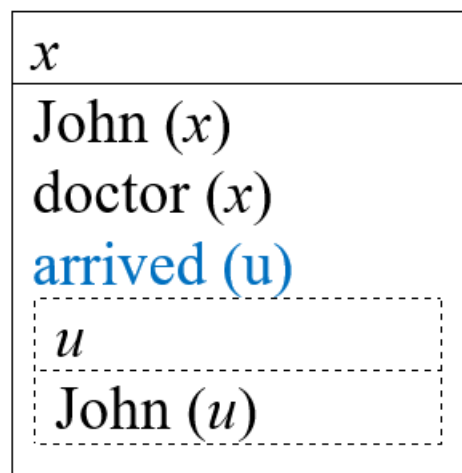 x
John (x)
doctor (x)
arrived (u)
u
John (u)